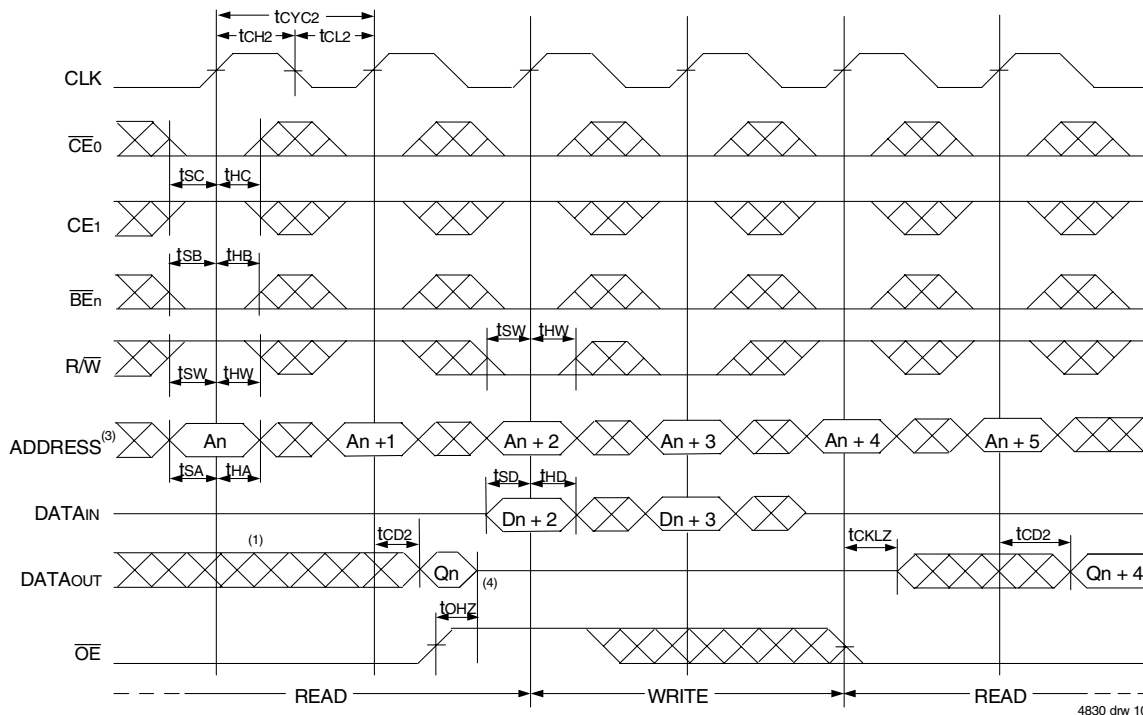 tCYC2
tCH2 tCL2
CLK
CE0
tSC tHC
CE1
tSB tHB
BEn
tSW tHW
R/W
tSW tHW
ADDRESS(3) An An +1 An + 2 An + 3 An + 4 An + 5
tSA tHA tSD tHD
DATAIN Dn + 2 Dn + 3
(1) tCD2 tCKLZ tCD2
DATAOUT Qn (4) Qn + 4
tOHZ
OE
READ WRITE READ
4830 drw 10